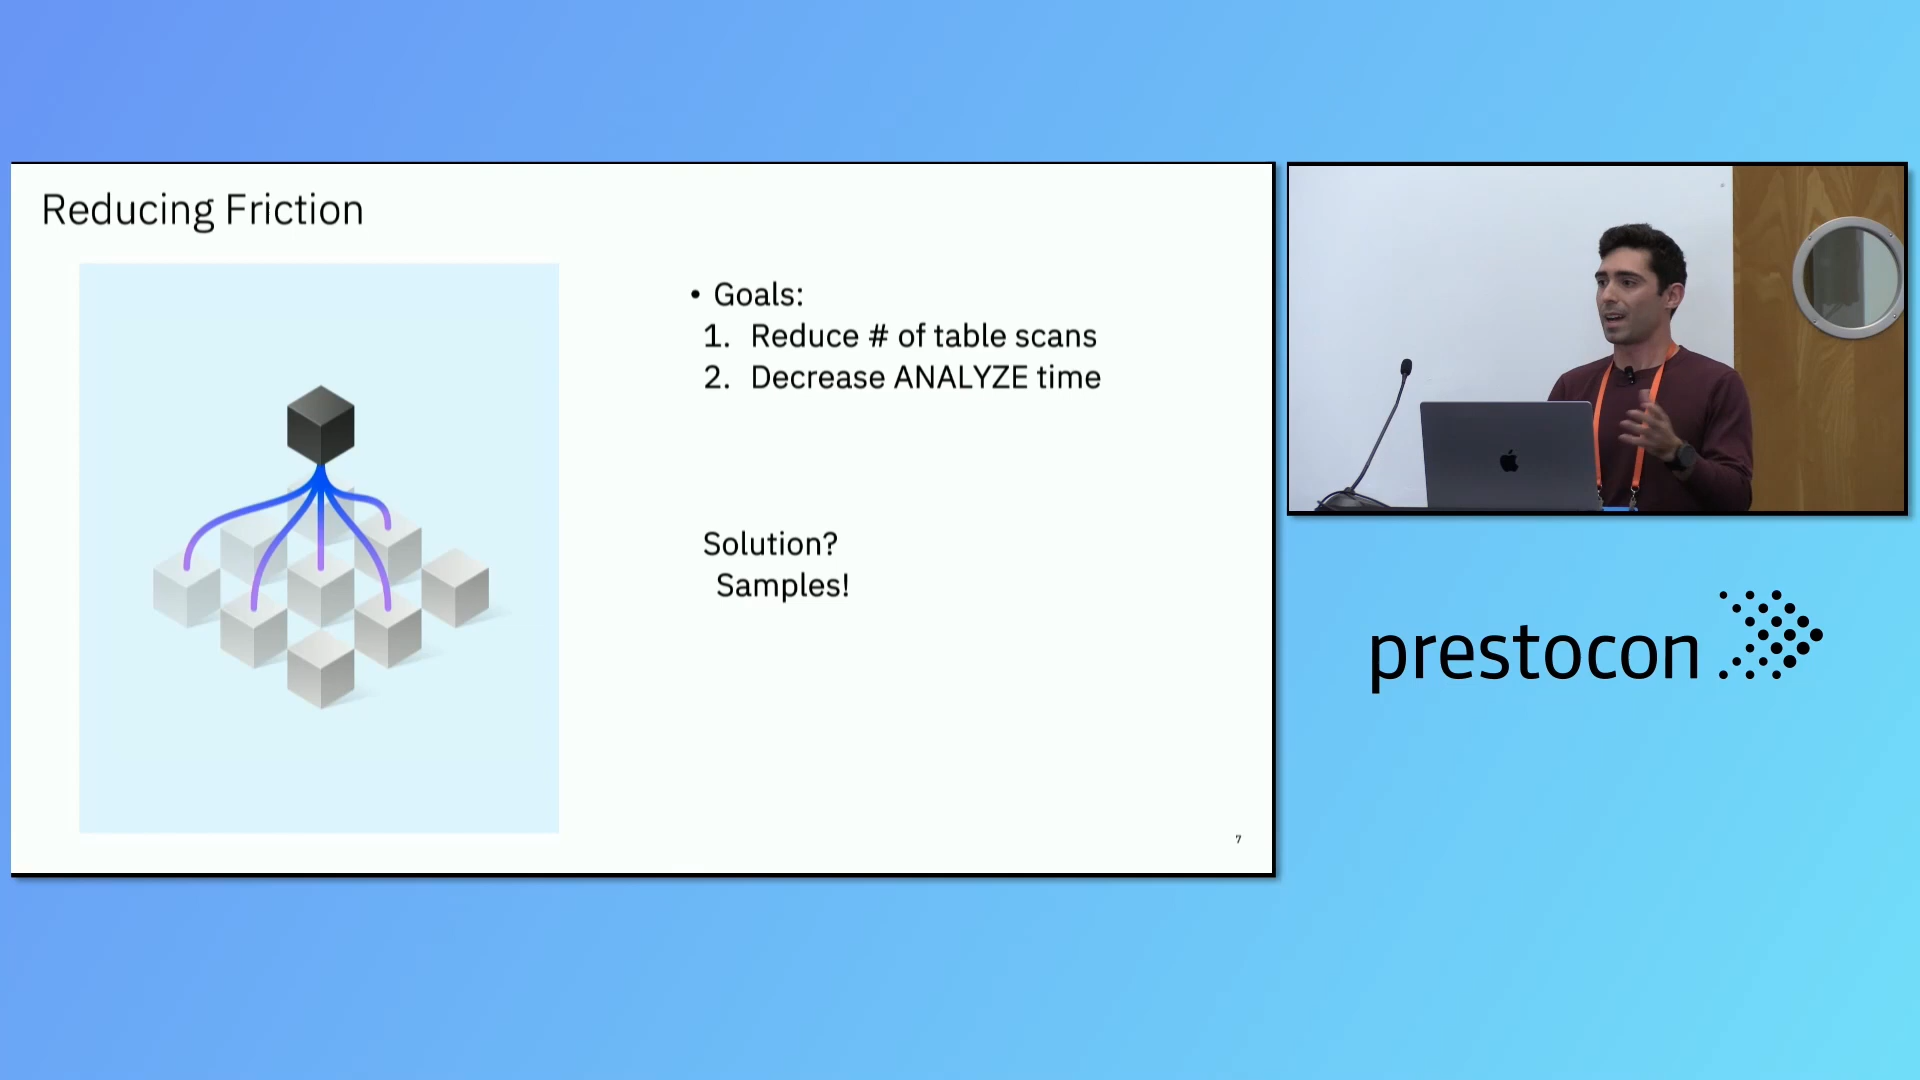 Reducing Friction
• Goals:
1. Reduce # of table scans
2. Decrease ANALYZE time
Solution?
Samples!
7
prestocon